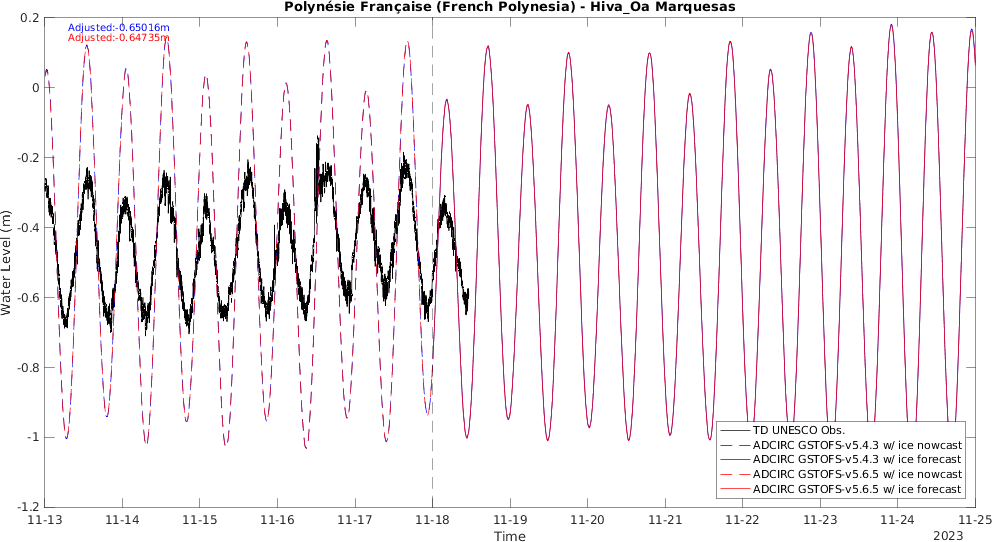 Polynésie Française (French Polynesia) - Hiva_Oa Marquesas
Adjusted:-0.65016m
Adjusted:-0.64735m
0.2
0
-0.2
-0.4
-0.6
-0.8
-1
-1.2
Water Level (m)
TD UNESCO Obs.
ADCIRC GSTOFS-v5.4.3 w/ ice nowcast
ADCIRC GSTOFS-v5.4.3 w/ ice forecast
ADCIRC GSTOFS-v5.6.5 w/ ice nowcast
ADCIRC GSTOFS-v5.6.5 w/ ice forecast
11-13 11-14 11-15 11-16 11-17 11-18 11-19 11-20 11-21 11-22 11-23 11-24 11-25
Time
2023